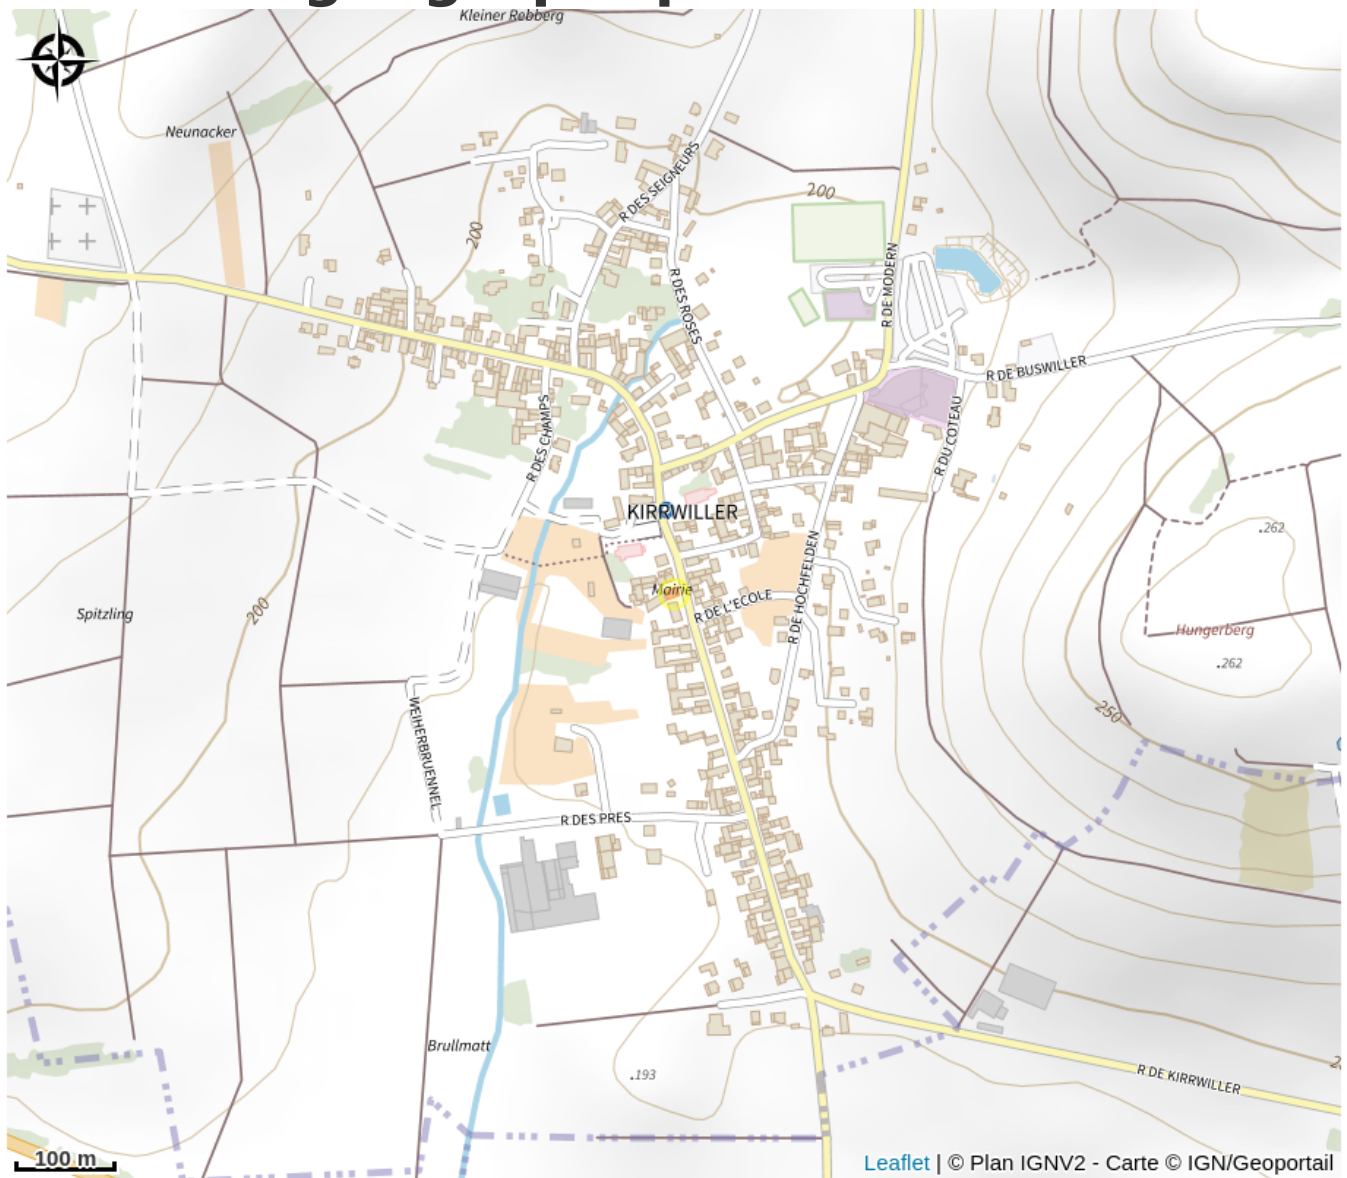 Kleiner Rebberg
Neunacker
R DES SEIGNEURS
200
200
R DE MODERN
R DES ROSES
R DE BUSWILLER
R DES CHAMPS
R DU COTEAU
KIRRWILLER
.262
R DE HOCHFELDEN
Mairie
R DE L'ECOLE
200
Spitzling
Hungerberg
.262
WEIHERBRUENNEL
250
R DES PRES
Brullmatt
.193
R DE KIRRWILLER
100 m
Leaflet | © Plan IGNV2 - Carte © IGN/Geoportail